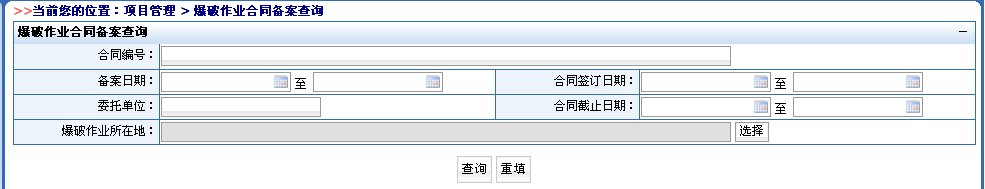 >>当前您的位置：项目管理 > 爆破作业合同备案查询
爆破作业合同备案查询
合同编号：
备案日期： 至 合同签订日期： 至
委托单位： 合同截止日期： 至
爆破作业所在地： 选择
查询 重填